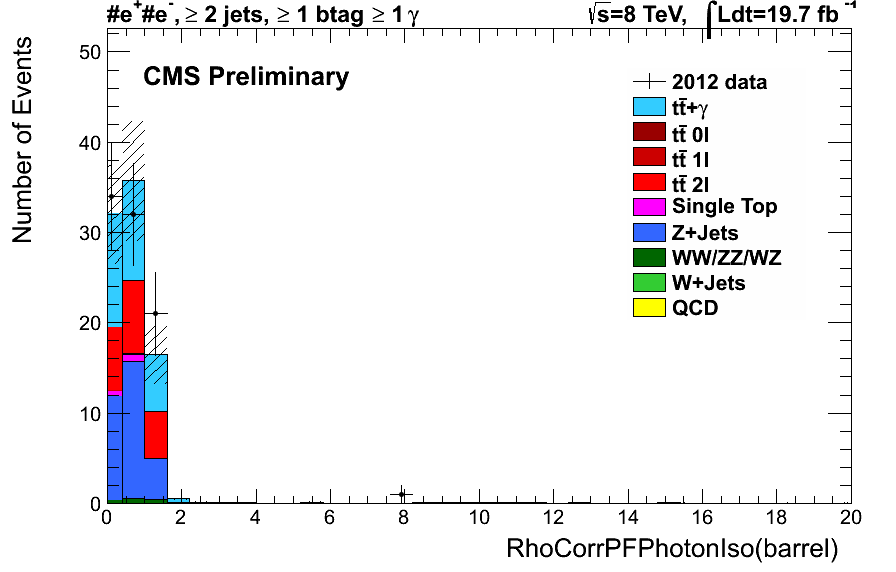 #e⁺#e⁻, ≥ 2 jets, ≥ 1 btag ≥ 1 γ
√s=8 TeV, ∫Ldt=19.7 fb⁻¹
CMS Preliminary
2012 data
tt̄+γ
tt̄ 0l
tt̄ 1l
tt̄ 2l
Single Top
Z+Jets
WW/ZZ/WZ
W+Jets
QCD
Number of Events
50
40
30
20
10
0
0 2 4 6 8 10 12 14 16 18 20
RhoCorrPFPhotonIso(barrel)